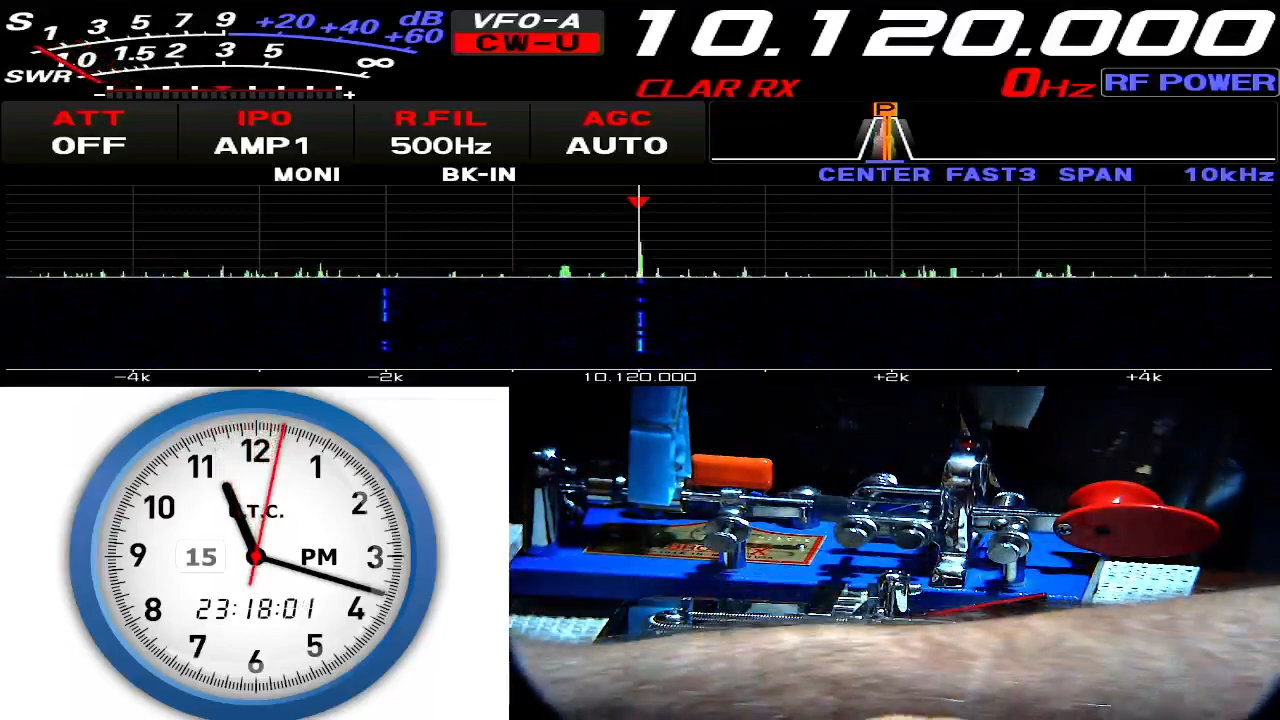 S 1 3 5 7 9 +20 +40 +60 dB
1.0 1.5 2 3 5 ∞
SWR
− +
VFO-A
CW-U
10.120.000
CLAR RX 0Hz RF POWER
ATT IPO R.FIL AGC
OFF AMP1 500Hz AUTO
P
MONI BK-IN
CENTER FAST3 SPAN 10kHz
-4k -2k 10.120.000 +2k +4k
12
11 1
10 2
.T.C.
9 15 PM 3
8 23:18:01 4
7 5
6